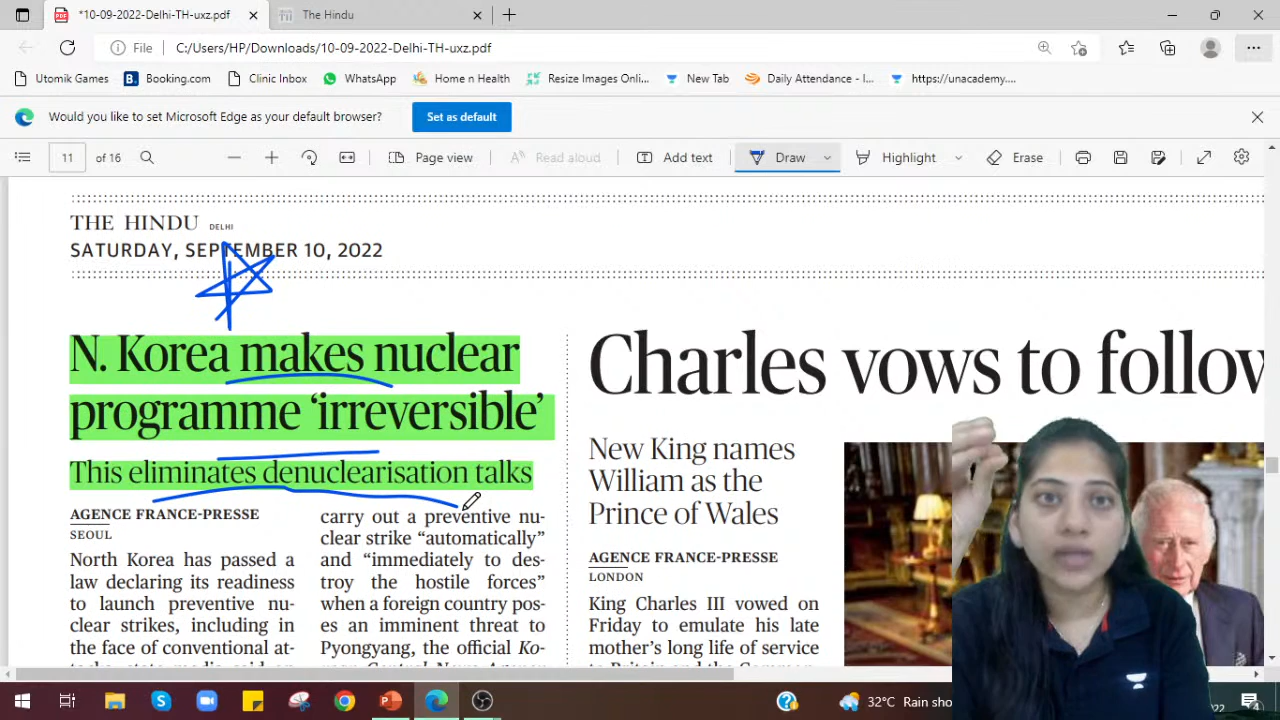 *10-09-2022-Delhi-TH-uxz.pdf
The Hindu
File
C:/Users/HP/Downloads/10-09-2022-Delhi-TH-uxz.pdf
Utomik Games
Booking.com
Clinic Inbox
WhatsApp
Home n Health
Resize Images Onli...
New Tab
Daily Attendance - I...
https://unacademy....
Would you like to set Microsoft Edge as your default browser?
Set as default
11 of 16
Page view
Read aloud
Add text
Draw
Highlight
Erase
THE HINDU DELHI
SATURDAY, SEPTEMBER 10, 2022
N. Korea makes nuclear
programme ‘irreversible’
This eliminates denuclearisation talks
AGENCE FRANCE-PRESSE
SEOUL
North Korea has passed a
law declaring its readiness
to launch preventive nu-
clear strikes, including in
the face of conventional at-
carry out a preventive nu-
clear strike “automatically”
and “immediately to des-
troy the hostile forces”
when a foreign country pos-
es an imminent threat to
Pyongyang, the official Ko-
Charles vows to follow
New King names
William as the
Prince of Wales
AGENCE FRANCE-PRESSE
LONDON
King Charles III vowed on
Friday to emulate his late
mother’s long life of service
32°C Rain sho
2022
4